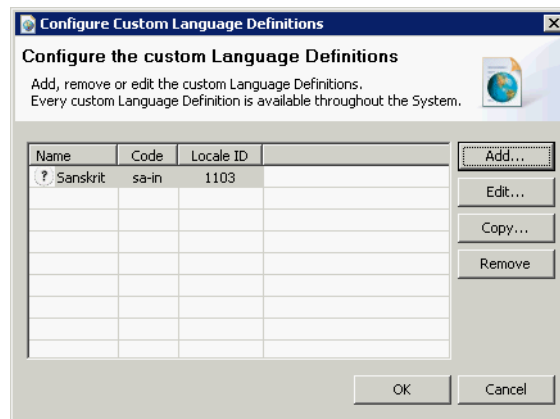 Configure Custom Language Definitions
Configure the custom Language Definitions
Add, remove or edit the custom Language Definitions.
Every custom Language Definition is available throughout the System.
Name Code Locale ID
? Sanskrit sa-in 1103
Add...
Edit...
Copy...
Remove
OK Cancel